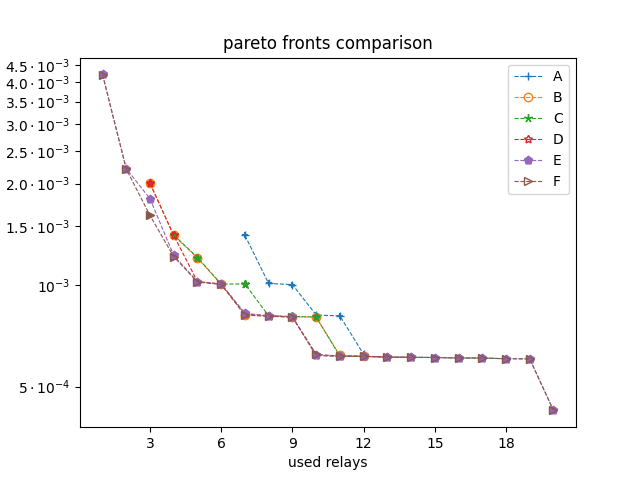 pareto fronts comparison
4.5 · 10⁻³
4.0 · 10⁻³
3.5 · 10⁻³
3.0 · 10⁻³
2.5 · 10⁻³
2.0 · 10⁻³
1.5 · 10⁻³
10⁻³
5 · 10⁻⁴
A
B
C
D
E
F
3 6 9 12 15 18
used relays